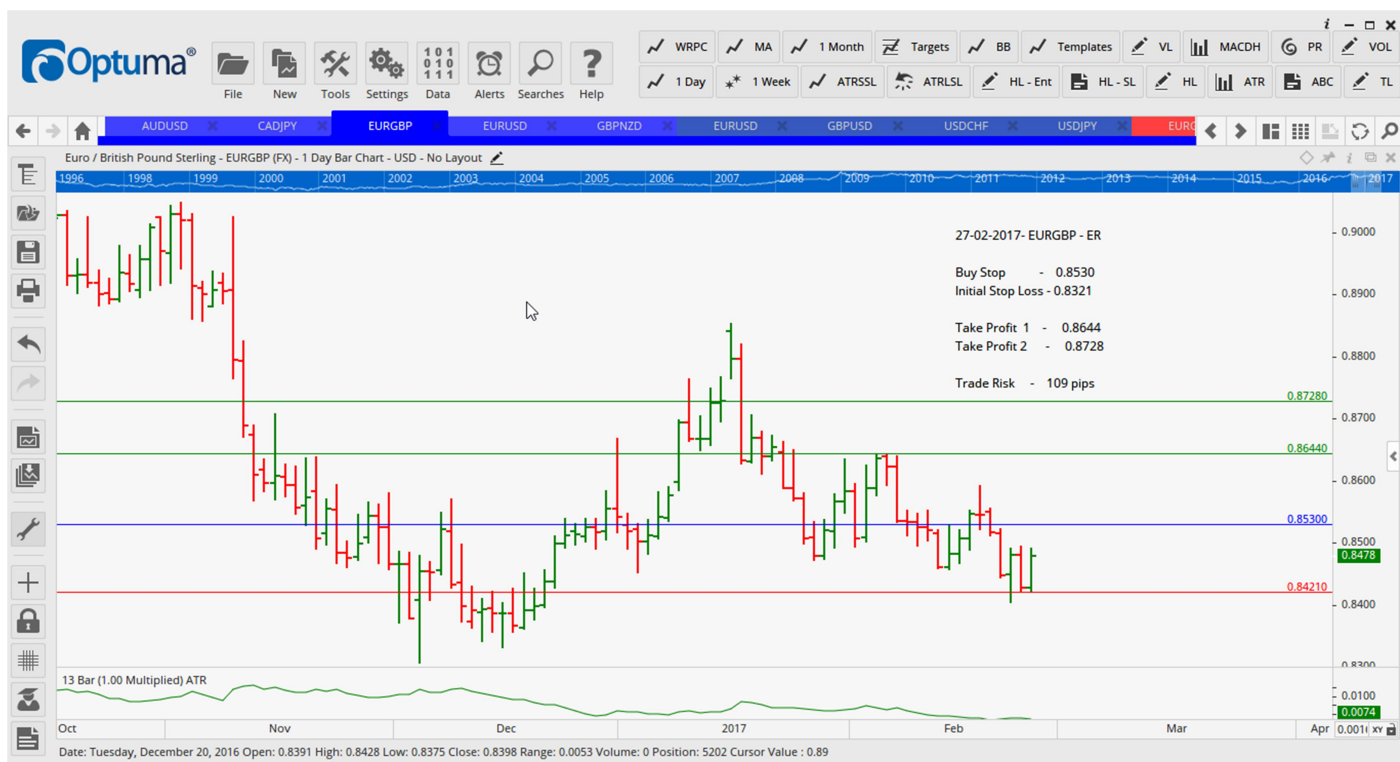 i
Optuma®
File New Tools Settings Data Alerts Searches Help
101
010
111
WRPC MA 1 Month Targets BB Templates VL MACDH PR VOL
1 Day 1 Week ATRSSL ATRLSL HL - Ent HL - SL HL ATR ABC TL
AUDUSD CADJPY EURGBP EURUSD GBPNZD EURUSD GBPUSD USDCHF USDJPY EURG
Euro / British Pound Sterling - EURGBP (FX) - 1 Day Bar Chart - USD - No Layout
1996 1998 1999 2000 2001 2002 2003 2004 2005 2006 2007 2008 2009 2010 2011 2012 2013 2014 2015 2016 2017
27-02-2017- EURGBP - ER
Buy Stop - 0.8530
Initial Stop Loss - 0.8321
Take Profit 1 - 0.8644
Take Profit 2 - 0.8728
Trade Risk - 109 pips
0.9000
0.8900
0.8800
0.87280
0.8700
0.86440
0.8600
0.85300
0.8500
0.8478
0.84210
0.8400
0.8300
13 Bar (1.00 Multiplied) ATR
0.0100
0.0074
Oct Nov Dec 2017 Feb Mar Apr 0.001 XY
Date: Tuesday, December 20, 2016 Open: 0.8391 High: 0.8428 Low: 0.8375 Close: 0.8398 Range: 0.0053 Volume: 0 Position: 5202 Cursor Value : 0.89